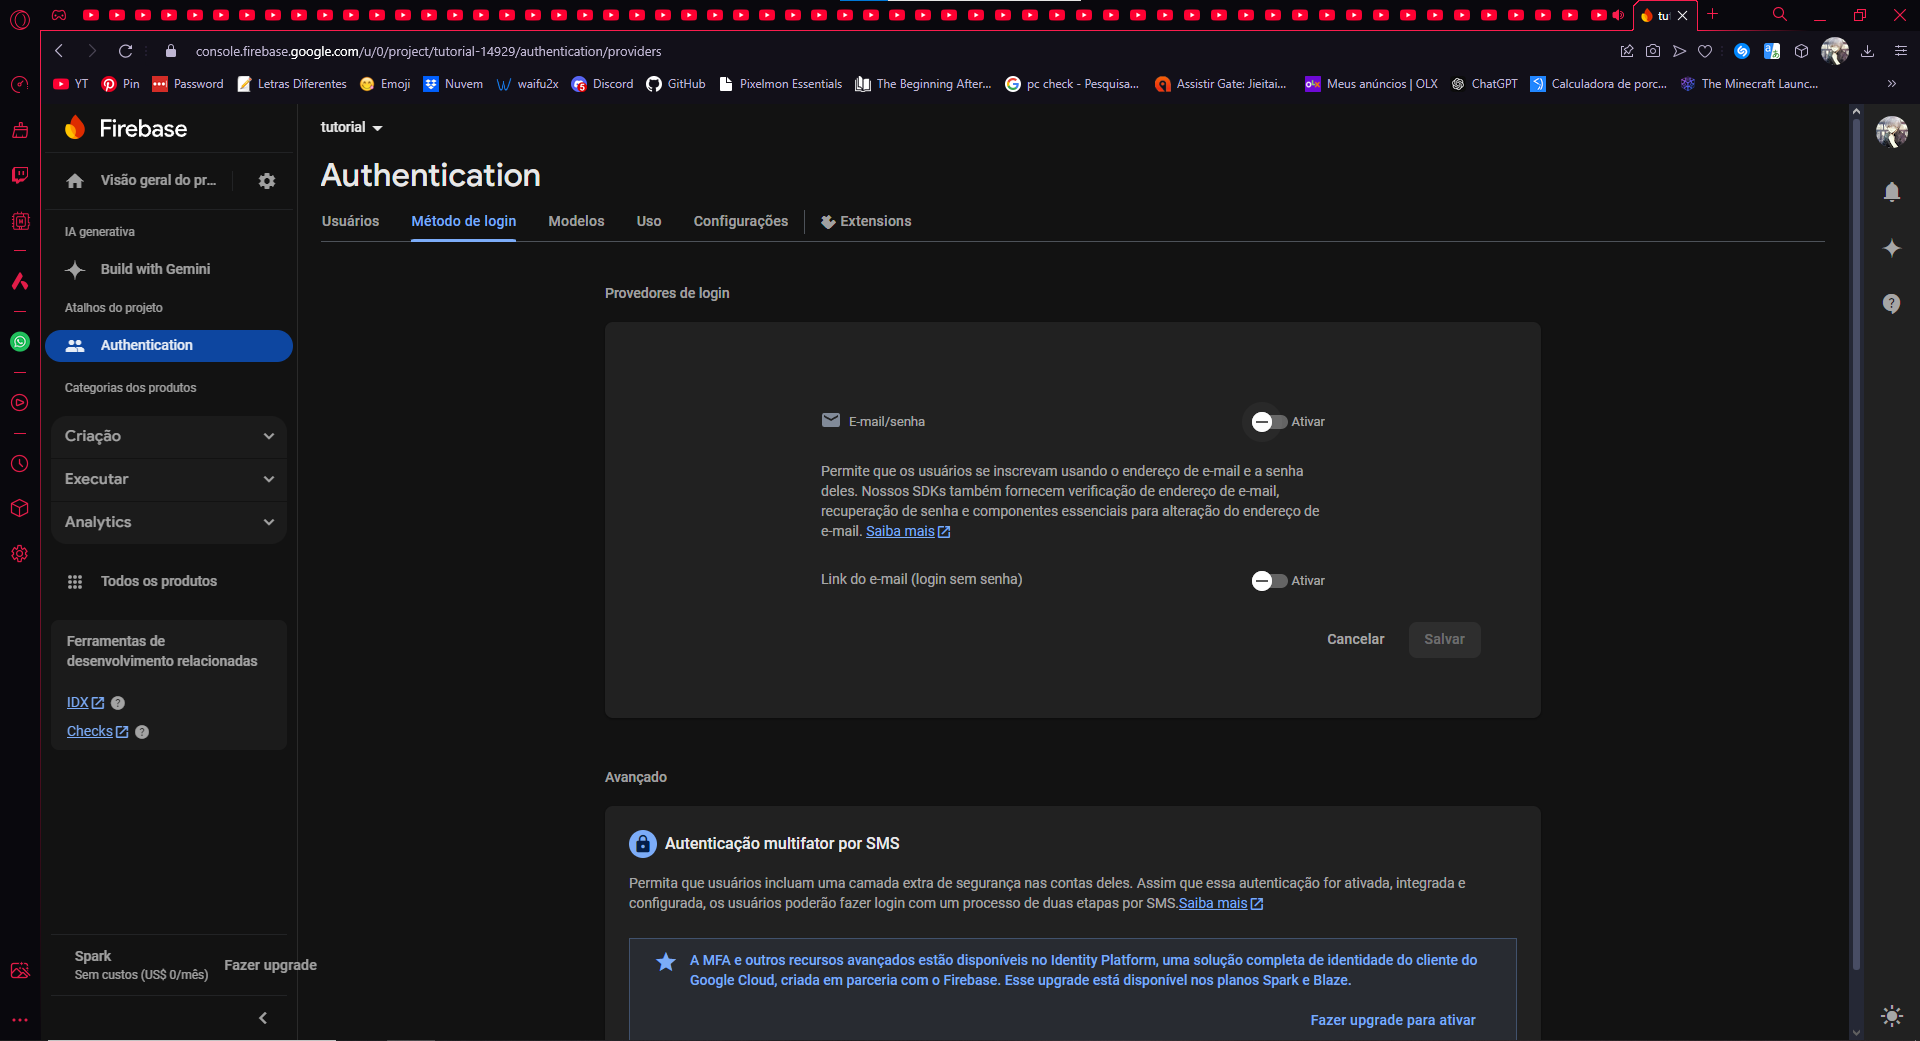 tu
console.firebase.google.com/u/0/project/tutorial-14929/authentication/providers
YT
Pin
Password
Letras Diferentes
Emoji
Nuvem
waifu2x
Discord
GitHub
Pixelmon Essentials
The Beginning After...
pc check - Pesquisa...
Assistir Gate: Jieitai...
Meus anúncios | OLX
ChatGPT
Calculadora de porc...
The Minecraft Launc...
Firebase
tutorial
Visão geral do pr...
Authentication
Usuários
Método de login
Modelos
Uso
Configurações
Extensions
IA generativa
Build with Gemini
Atalhos do projeto
Authentication
Categorias dos produtos
Criação
Executar
Analytics
Todos os produtos
Ferramentas de
desenvolvimento relacionadas
IDX
Checks
Spark
Sem custos (US$ 0/mês)
Fazer upgrade
Provedores de login
E-mail/senha
Ativar
Permite que os usuários se inscrevam usando o endereço de e-mail e a senha
deles. Nossos SDKs também fornecem verificação de endereço de e-mail,
recuperação de senha e componentes essenciais para alteração do endereço de
e-mail. Saiba mais
Link do e-mail (login sem senha)
Ativar
Cancelar
Salvar
Avançado
Autenticação multifator por SMS
Permita que usuários incluam uma camada extra de segurança nas contas deles. Assim que essa autenticação for ativada, integrada e
configurada, os usuários poderão fazer login com um processo de duas etapas por SMS.Saiba mais
A MFA e outros recursos avançados estão disponíveis no Identity Platform, uma solução completa de identidade do cliente do
Google Cloud, criada em parceria com o Firebase. Esse upgrade está disponível nos planos Spark e Blaze.
Fazer upgrade para ativar